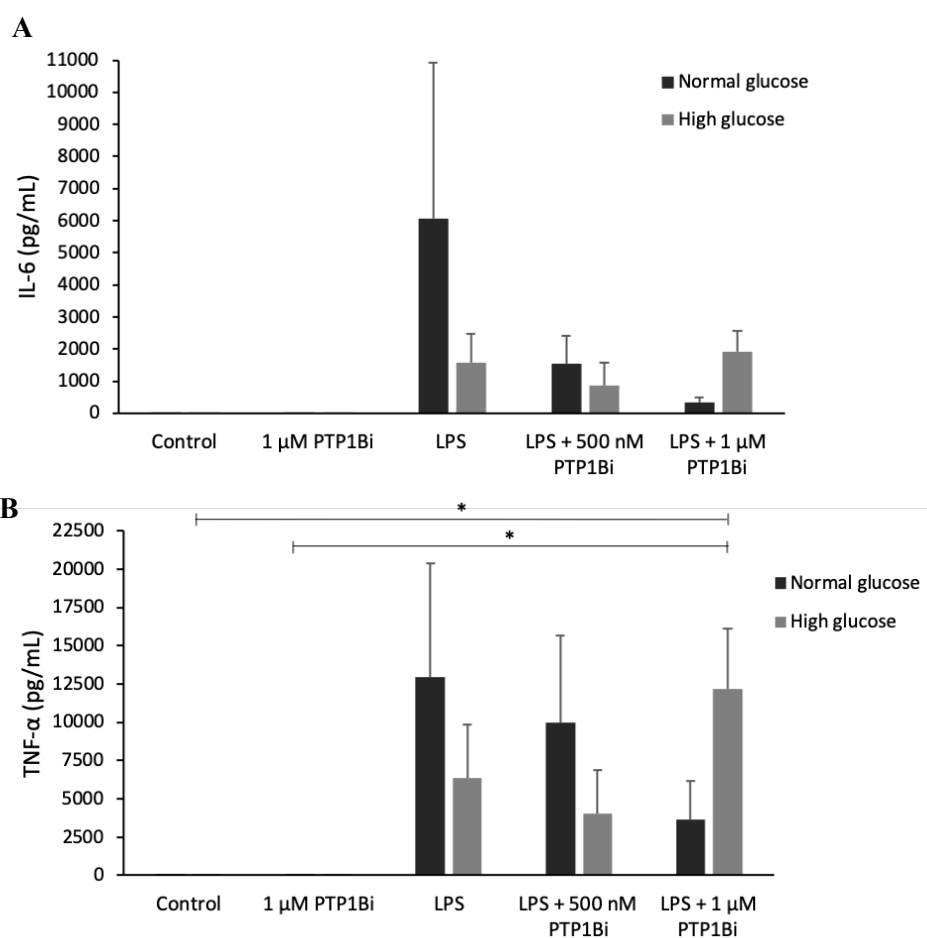 A
11000
10000
9000
8000
7000
6000
5000
4000
3000
2000
1000
0
IL-6 (pg/mL)
Normal glucose
High glucose
Control
1 µM PTP1Bi
LPS
LPS + 500 nM
PTP1Bi
LPS + 1 µM
PTP1Bi
B
*
*
22500
20000
17500
15000
12500
10000
7500
5000
2500
0
TNF-α (pg/mL)
Normal glucose
High glucose
Control
1 µM PTP1Bi
LPS
LPS + 500 nM
PTP1Bi
LPS + 1 µM
PTP1Bi